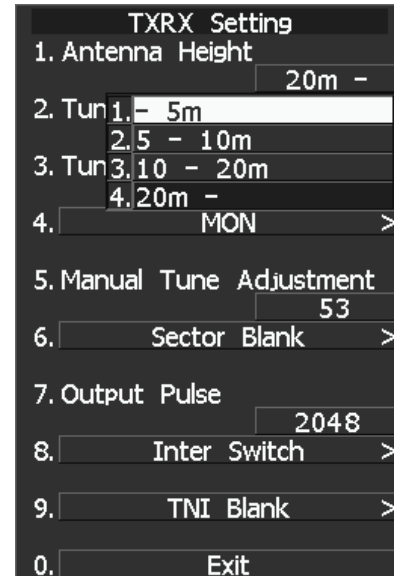 TXRX Setting
1. Antenna Height
20m -
2. Tun
1. - 5m
2. 5 - 10m
3. Tun
3. 10 - 20m
4. 20m -
4. MON >
5. Manual Tune Adjustment
53
6. Sector Blank >
7. Output Pulse
2048
8. Inter Switch >
9. TNI Blank >
0. Exit